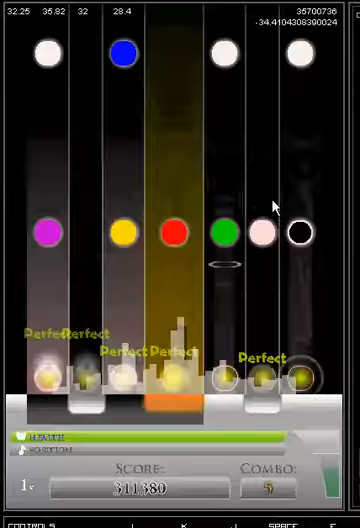 32.25 35.82 32 28.4 35700736
-34.4104308390024
Perfect Perfect
Perfect Perfect
Perfect
HEALTH
POSITION
SCORE: COMBO:
1x 311380 5
CONTROLS SPACE